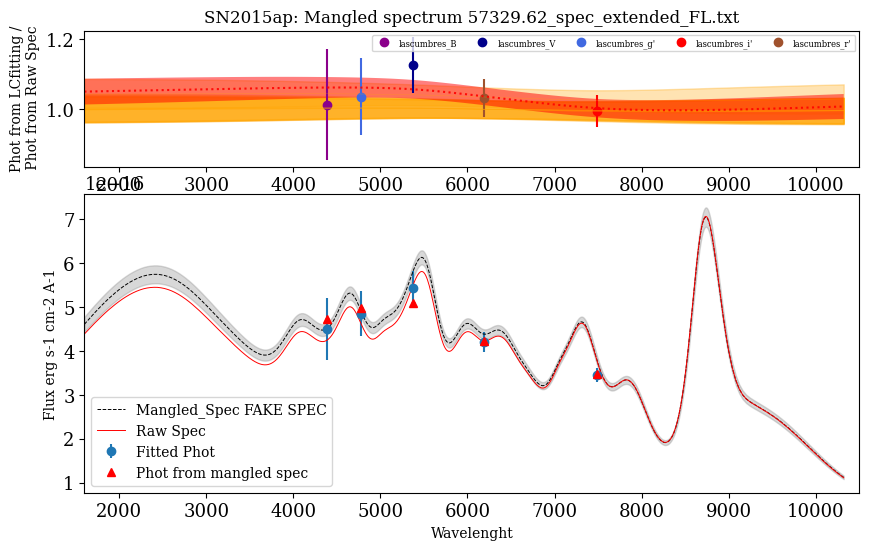 SN2015ap: Mangled spectrum 57329.62_spec_extended_FL.txt
Phot from LCfitting /
Phot from Raw Spec
1.2
1.0
lascumbres_B lascumbres_V lascumbres_g' lascumbres_i' lascumbres_r'
2000 3000 4000 5000 6000 7000 8000 9000 10000
1e−16
Flux erg s-1 cm-2 A-1
7
6
5
4
3
2
1
Mangled_Spec FAKE SPEC
Raw Spec
Fitted Phot
Phot from mangled spec
2000 3000 4000 5000 6000 7000 8000 9000 10000
Wavelenght